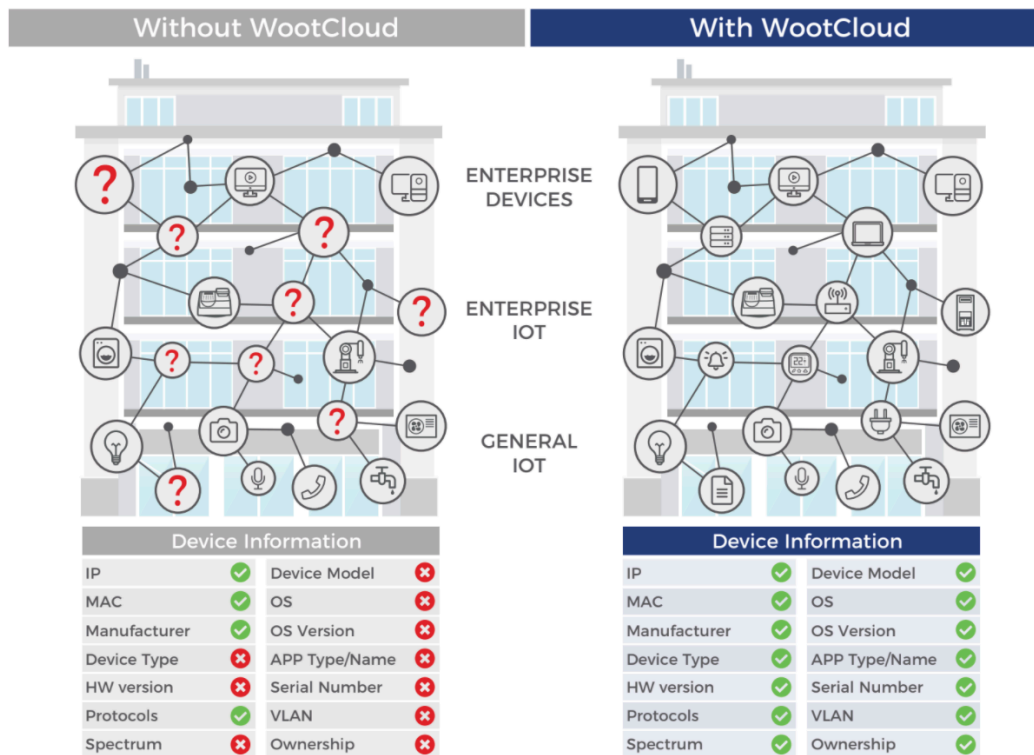 Without WootCloud
With WootCloud
ENTERPRISE
DEVICES
ENTERPRISE
IOT
GENERAL
IOT
22°
Device Information
IP
Device Model
MAC
OS
Manufacturer
OS Version
Device Type
APP Type/Name
HW version
Serial Number
Protocols
VLAN
Spectrum
Ownership
Device Information
IP
Device Model
MAC
OS
Manufacturer
OS Version
Device Type
APP Type/Name
HW version
Serial Number
Protocols
VLAN
Spectrum
Ownership